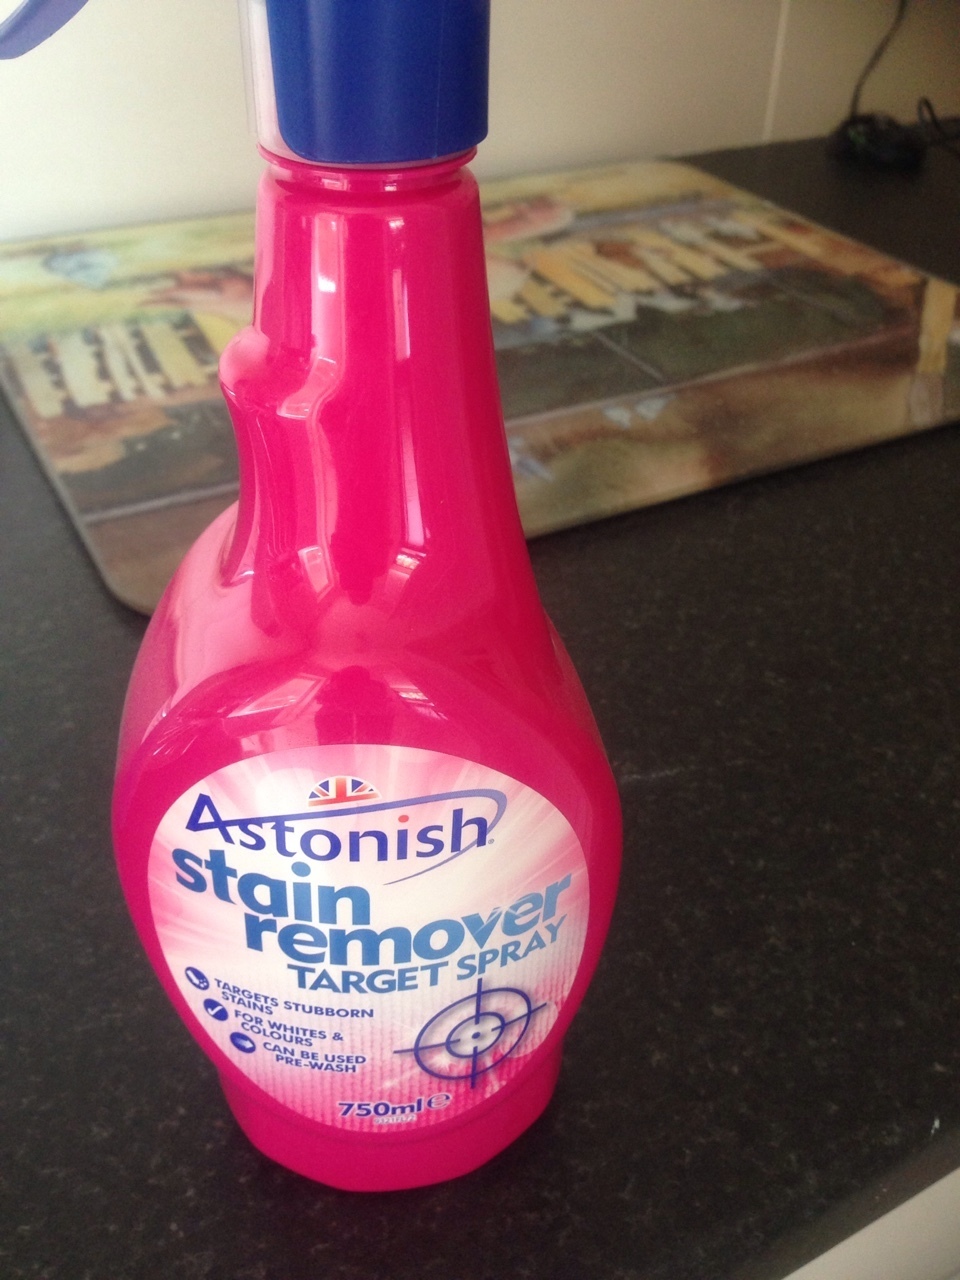 Astonish
stain
remover
TARGET SPRAY
TARGETS STUBBORN
STAINS
FOR WHITES &
COLOURS
CAN BE USED
PRE-WASH
750ml e